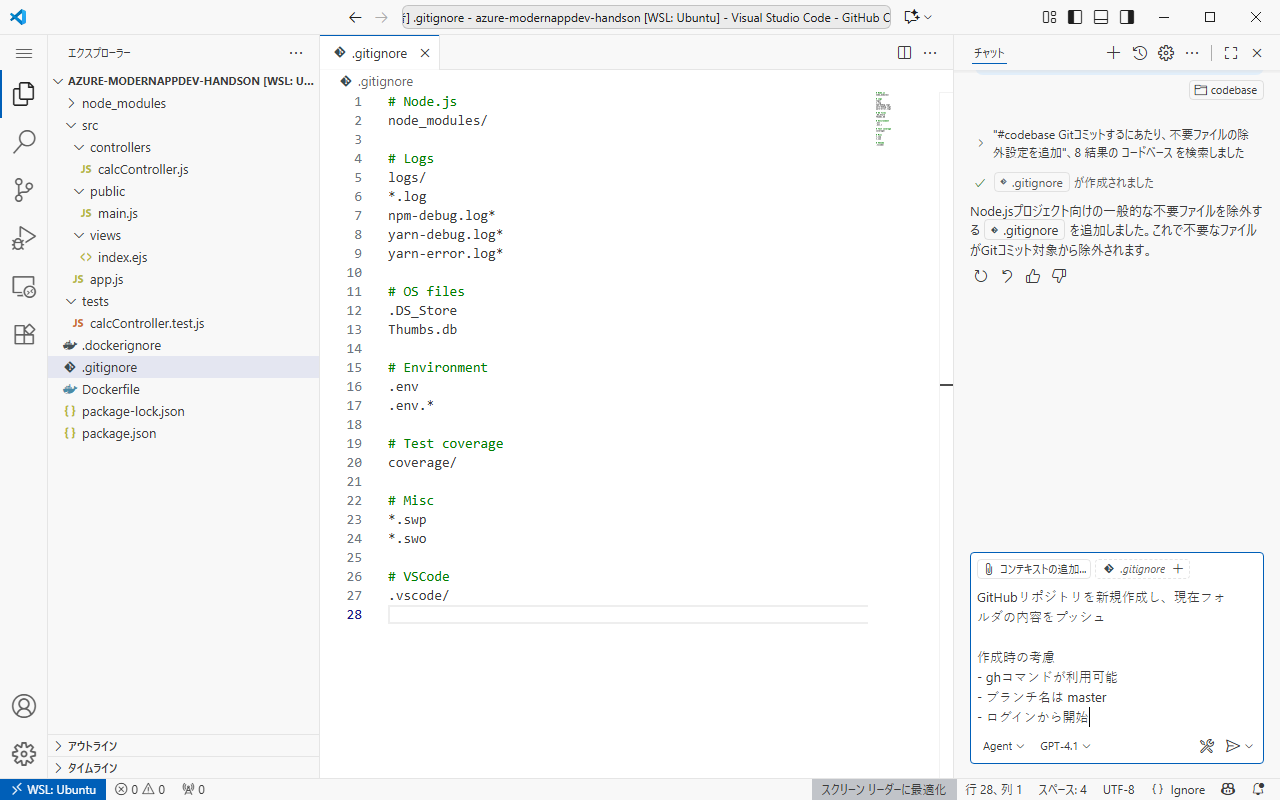 .gitignore - azure-modernappdev-handson [WSL: Ubuntu] - Visual Studio Code - GitHub C
エクスプローラー
AZURE-MODERNAPPDEV-HANDSON [WSL: U...
node_modules
src
controllers
JS calcController.js
public
JS main.js
views
<> index.ejs
JS app.js
tests
JS calcController.test.js
.dockerignore
.gitignore
Dockerfile
{} package-lock.json
{} package.json
アウトライン
タイムライン
.gitignore
.gitignore
1 # Node.js
2 node_modules/
3
4 # Logs
5 logs/
6 *.log
7 npm-debug.log*
8 yarn-debug.log*
9 yarn-error.log*
10
11 # OS files
12 .DS_Store
13 Thumbs.db
14
15 # Environment
16 .env
17 .env.*
18
19 # Test coverage
20 coverage/
21
22 # Misc
23 *.swp
24 *.swo
25
26 # VSCode
27 .vscode/
28
チャット
codebase
"#codebase Gitコミットするにあたり、不要ファイルの除
外設定を追加"、8 結果の コードベース を検索しました
.gitignore が作成されました
Node.jsプロジェクト向けの一般的な不要ファイルを除外す
る .gitignore を追加しました。これで不要なファイル
がGitコミット対象から除外されます。
コンテキストの追加... .gitignore
GitHubリポジトリを新規作成し、現在フォ
ルダの内容をプッシュ
作成時の考慮
- ghコマンドが利用可能
- ブランチ名は master
- ログインから開始
Agent GPT-4.1
WSL: Ubuntu 0 0 0 スクリーン リーダーに最適化 行 28、列 1 スペース: 4 UTF-8 {} Ignore